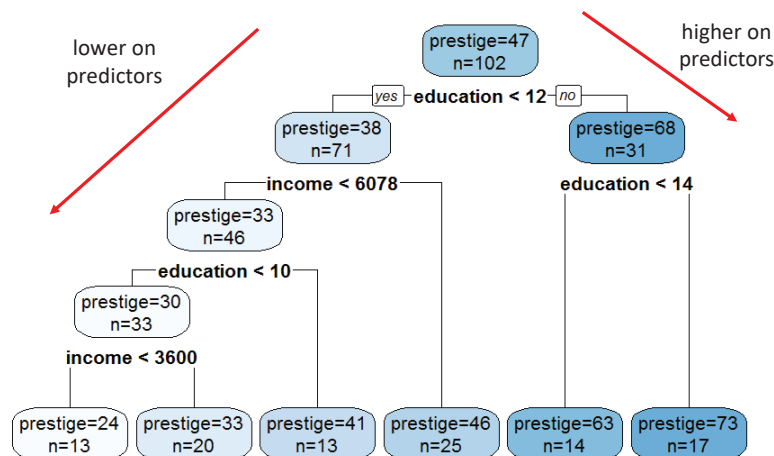 lower on
predictors
higher on
predictors
prestige=47
n=102
yes education < 12 no
prestige=38
n=71
prestige=68
n=31
income < 6078
education < 14
prestige=33
n=46
education < 10
prestige=30
n=33
income < 3600
prestige=24
n=13
prestige=33
n=20
prestige=41
n=13
prestige=46
n=25
prestige=63
n=14
prestige=73
n=17